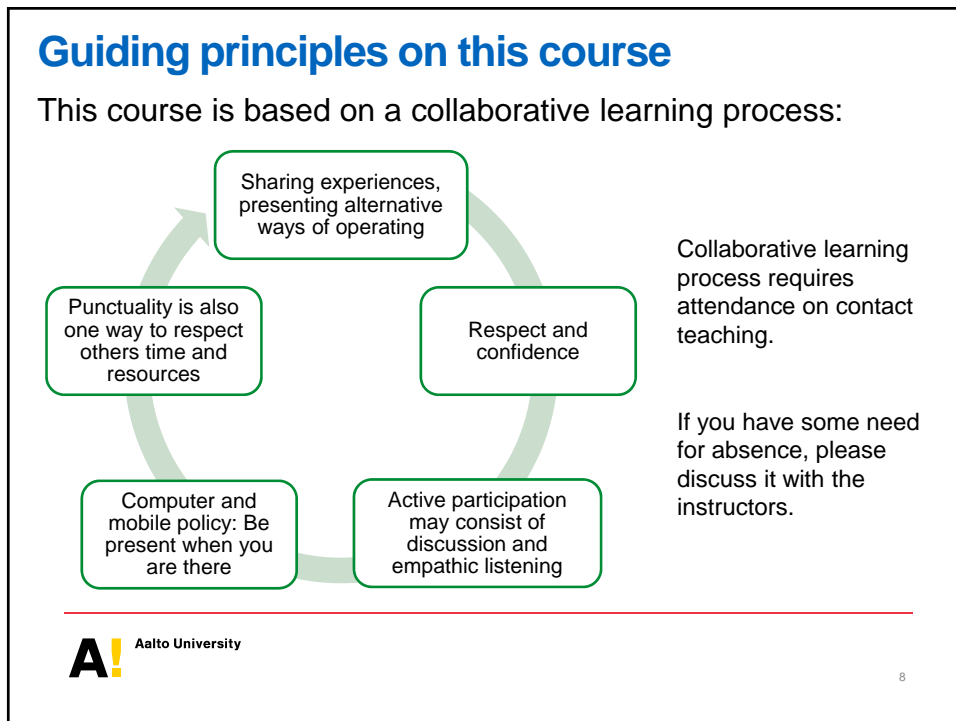 Guiding principles on this course
This course is based on a collaborative learning process:
Sharing experiences,
presenting alternative
ways of operating
Respect and
confidence
Active participation
may consist of
discussion and
empathic listening
Computer and
mobile policy: Be
present when you
are there
Punctuality is also
one way to respect
others time and
resources
Collaborative learning
process requires
attendance on contact
teaching.
If you have some need
for absence, please
discuss it with the
instructors.
A!
Aalto University
8